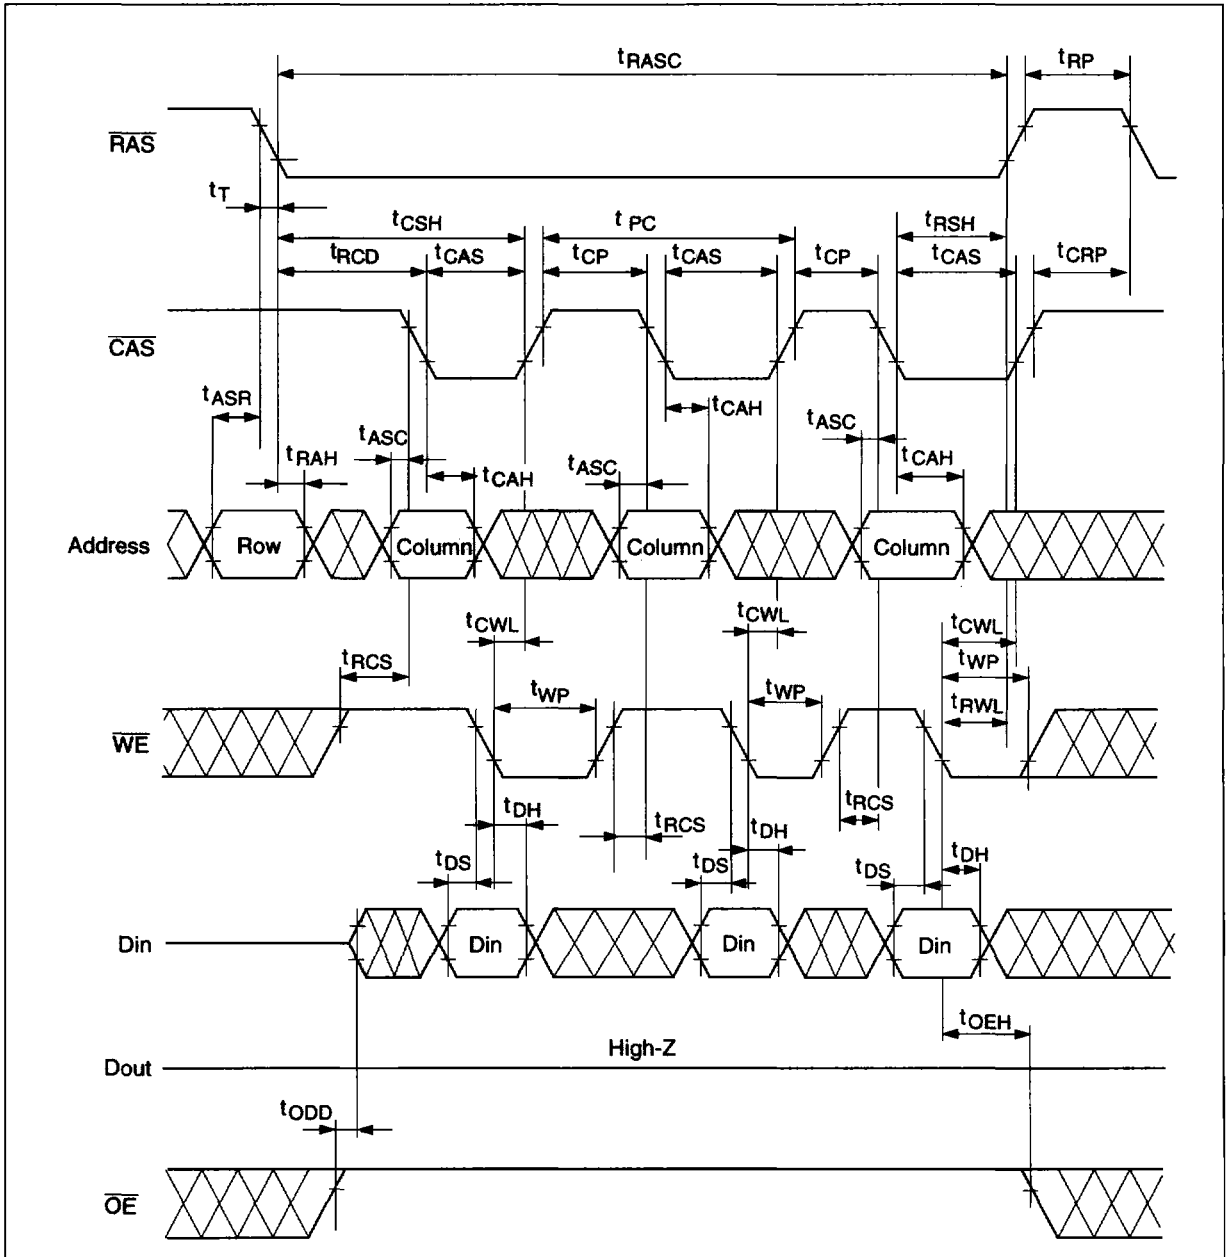 tRASC tRP
RAS
tT
tCSH tPC tRSH
tRCD tCAS tCP tCAS tCP tCAS tCRP
CAS
tASR tCAH
tASC tASC
tRAH tCAH tASC tCAH
Address Row Column Column Column
tCWL tCWL tCWL
tRCS tWP
tWP tWP tRWL
WE
tDH tRCS tRCS
tDH
tDS tDS tDS tDH
Din Din Din Din
tOEH
High-Z
Dout
tODD
OE